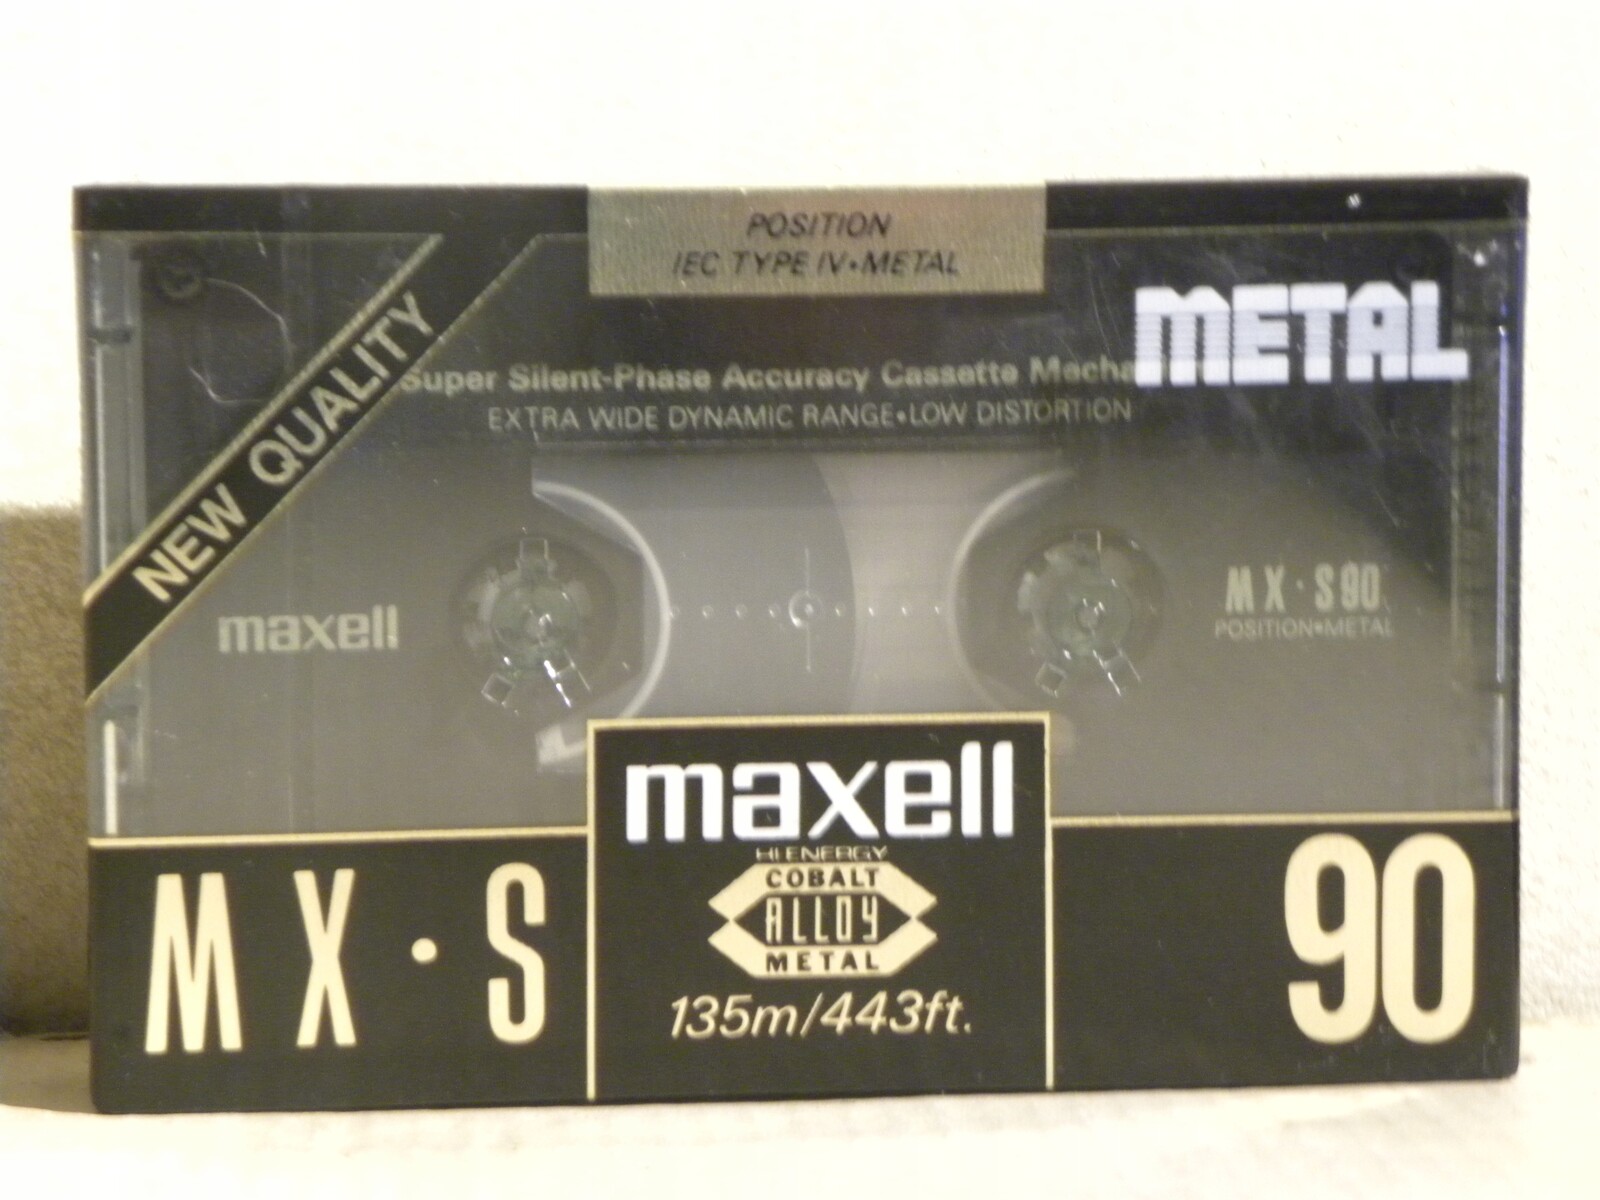 POSITION
IEC TYPE IV•METAL
METAL
NEW QUALITY
Super Silent-Phase Accuracy Cassette
EXTRA WIDE DYNAMIC RANGE•LOW DISTORTION
maxell
MX·S90
POSITION•METAL
maxell
HI ENERGY
COBALT
ALLOY
METAL
135m/443ft.
MX·S
90